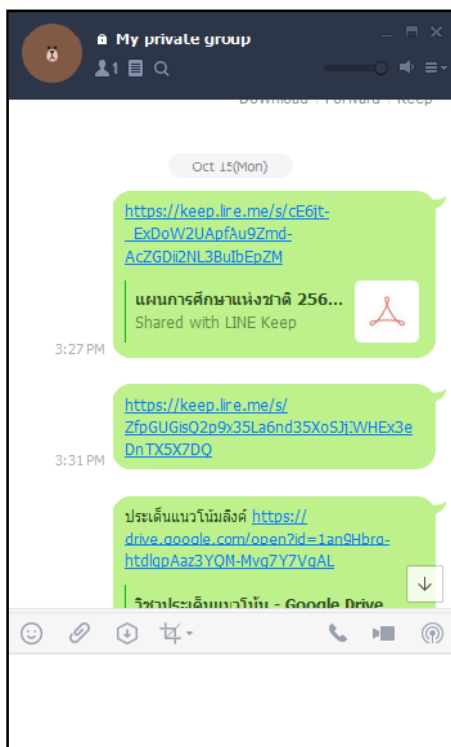 My private group
1
Download | Forward | Keep
Oct 15(Mon)
https://keep.line.me/s/cE6jt-
_ExDoW2UApfAu9Zmd-
AcZGDii2NL3BuIbEpZM
แผนการศึกษาแห่งชาติ 256...
Shared with LINE Keep
3:27 PM
https://keep.line.me/s/
ZfpGUGisQ2p9x35La6nd35XoSJjIWHEx3e
DnTX5X7DQ
3:31 PM
ประเด็นแนวโน้มลิงค์ https://
drive.google.com/open?id=1an9Hbrg-
htdlgpAaz3YQM-Mvg7Y7VgAL
วิชาประเด็นแนวโน้ม - Google Drive